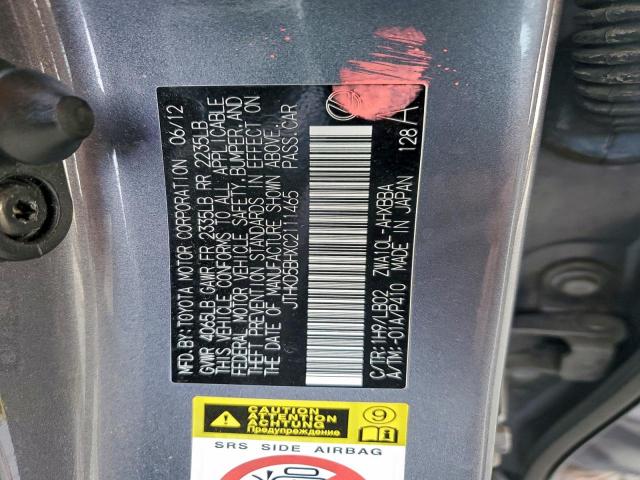 MFD.BY:TOYOTA MOTOR CORPORATION 06/12
GVWR 4065LB GAWR FR 2335LB RR 2235LB
THIS VEHICLE CONFORMS TO ALL APPLICABLE
FEDERAL MOTOR VEHICLE SAFETY, BUMPER, AND
THEFT PREVENTION STANDARDS IN EFFECT ON
THE DATE OF MANUFACTURE SHOWN ABOVE.
JTHKD5BHXC2111465 PASS.CAR
C/TR:1H9/LB02 ZWA10L-AHXBBA
A/TM:-01A/P410 MADE IN JAPAN 128 A
CAUTION
ATTENTION
ACHTUNG
Предупреждение
9
i
SRS SIDE AIRBAG